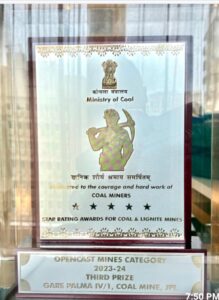 कोयला मंत्रालय
Ministry of Coal
to the courage and hard work of
COAL MINERS
STAR RATING AWARDS FOR COAL & LIGNITE MINES
OPENCAST MINES CATEGORY
2023-24
THIRD PRIZE
GARE PALMA IV/1, COAL MINE, JPL
7:50 PM